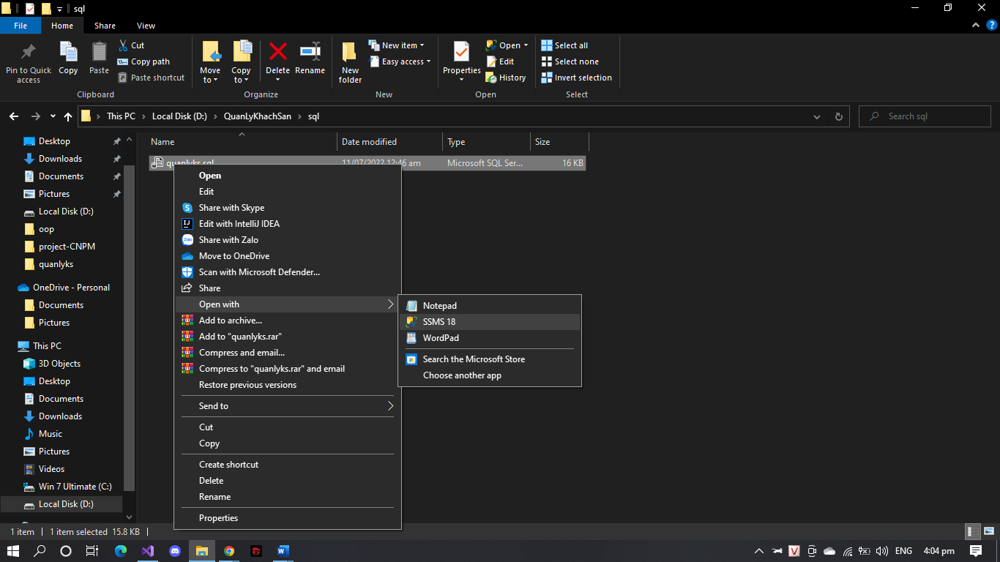 sql
File Home Share View
Pin to Quick access
Copy
Paste
Cut
Copy path
Paste shortcut
Clipboard
Move to
Copy to
Delete
Rename
Organize
New folder
New item
Easy access
New
Properties
Open
Edit
History
Open
Select all
Select none
Invert selection
Select
This PC > Local Disk (D:) > QuanLyKhachSan > sql
Search sql
Desktop
Downloads
Documents
Pictures
Local Disk (D:)
oop
project-CNPM
quanlyks
OneDrive - Personal
Documents
Pictures
This PC
3D Objects
Desktop
Documents
Downloads
Music
Pictures
Videos
Win 7 Ultimate (C:)
Local Disk (D:)
Name Date modified Type Size
quanlyks.sql 11/07/2022 12:46 am Microsoft SQL Ser... 16 KB
Open
Edit
Share with Skype
Edit with IntelliJ IDEA
Zalo Share with Zalo
Move to OneDrive
Scan with Microsoft Defender...
Share
Open with
Add to archive...
Add to "quanlyks.rar"
Compress and email...
Compress to "quanlyks.rar" and email
Restore previous versions
Send to
Cut
Copy
Create shortcut
Delete
Rename
Properties
Notepad
SSMS 18
WordPad
Search the Microsoft Store
Choose another app
1 item 1 item selected 15.8 KB
ENG 4:04 pm